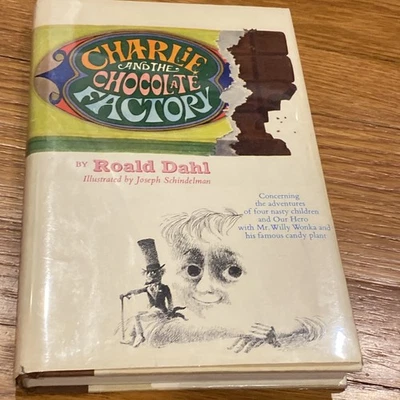 CHARLIE
AND THE
CHOCOLATE
FACTORY
BY Roald Dahl
Illustrated by Joseph Schindelman
Concerning
the adventures
of four nasty children
and Our Hero
with Mr. Willy Wonka and
his famous candy plant